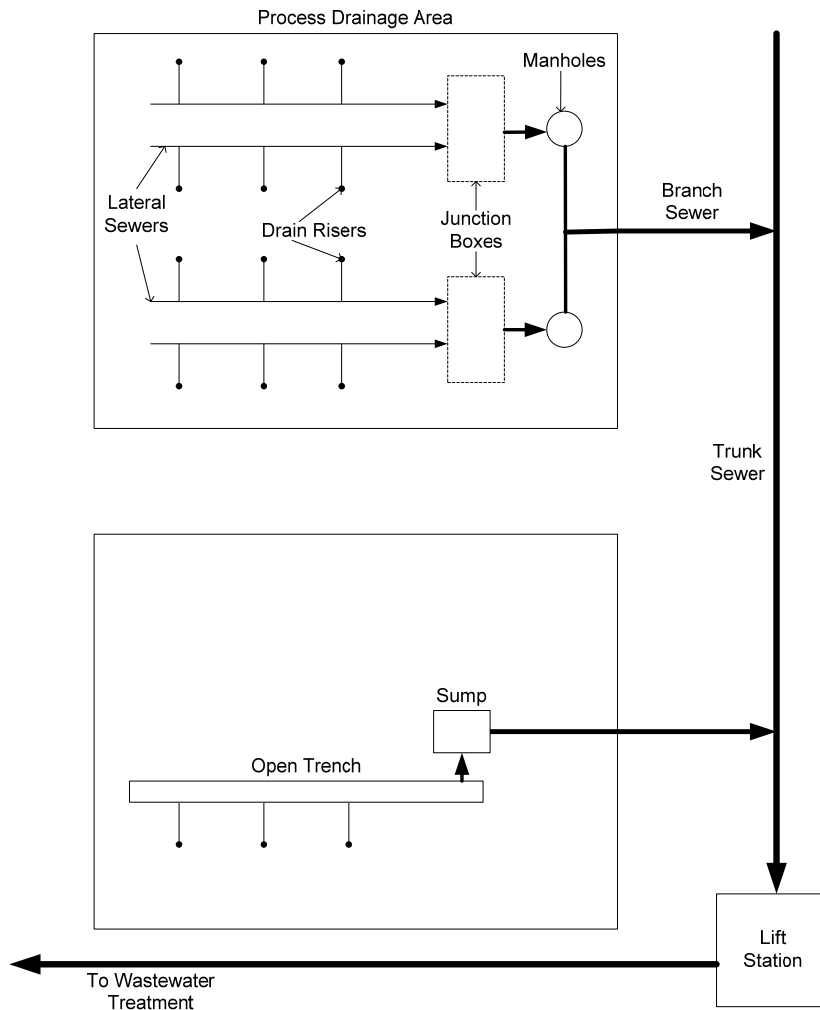 Process Drainage Area
Manholes
Lateral
Sewers
Drain Risers
Junction
Boxes
Branch
Sewer
Trunk
Sewer
Sump
Open Trench
Lift
Station
To Wastewater
Treatment